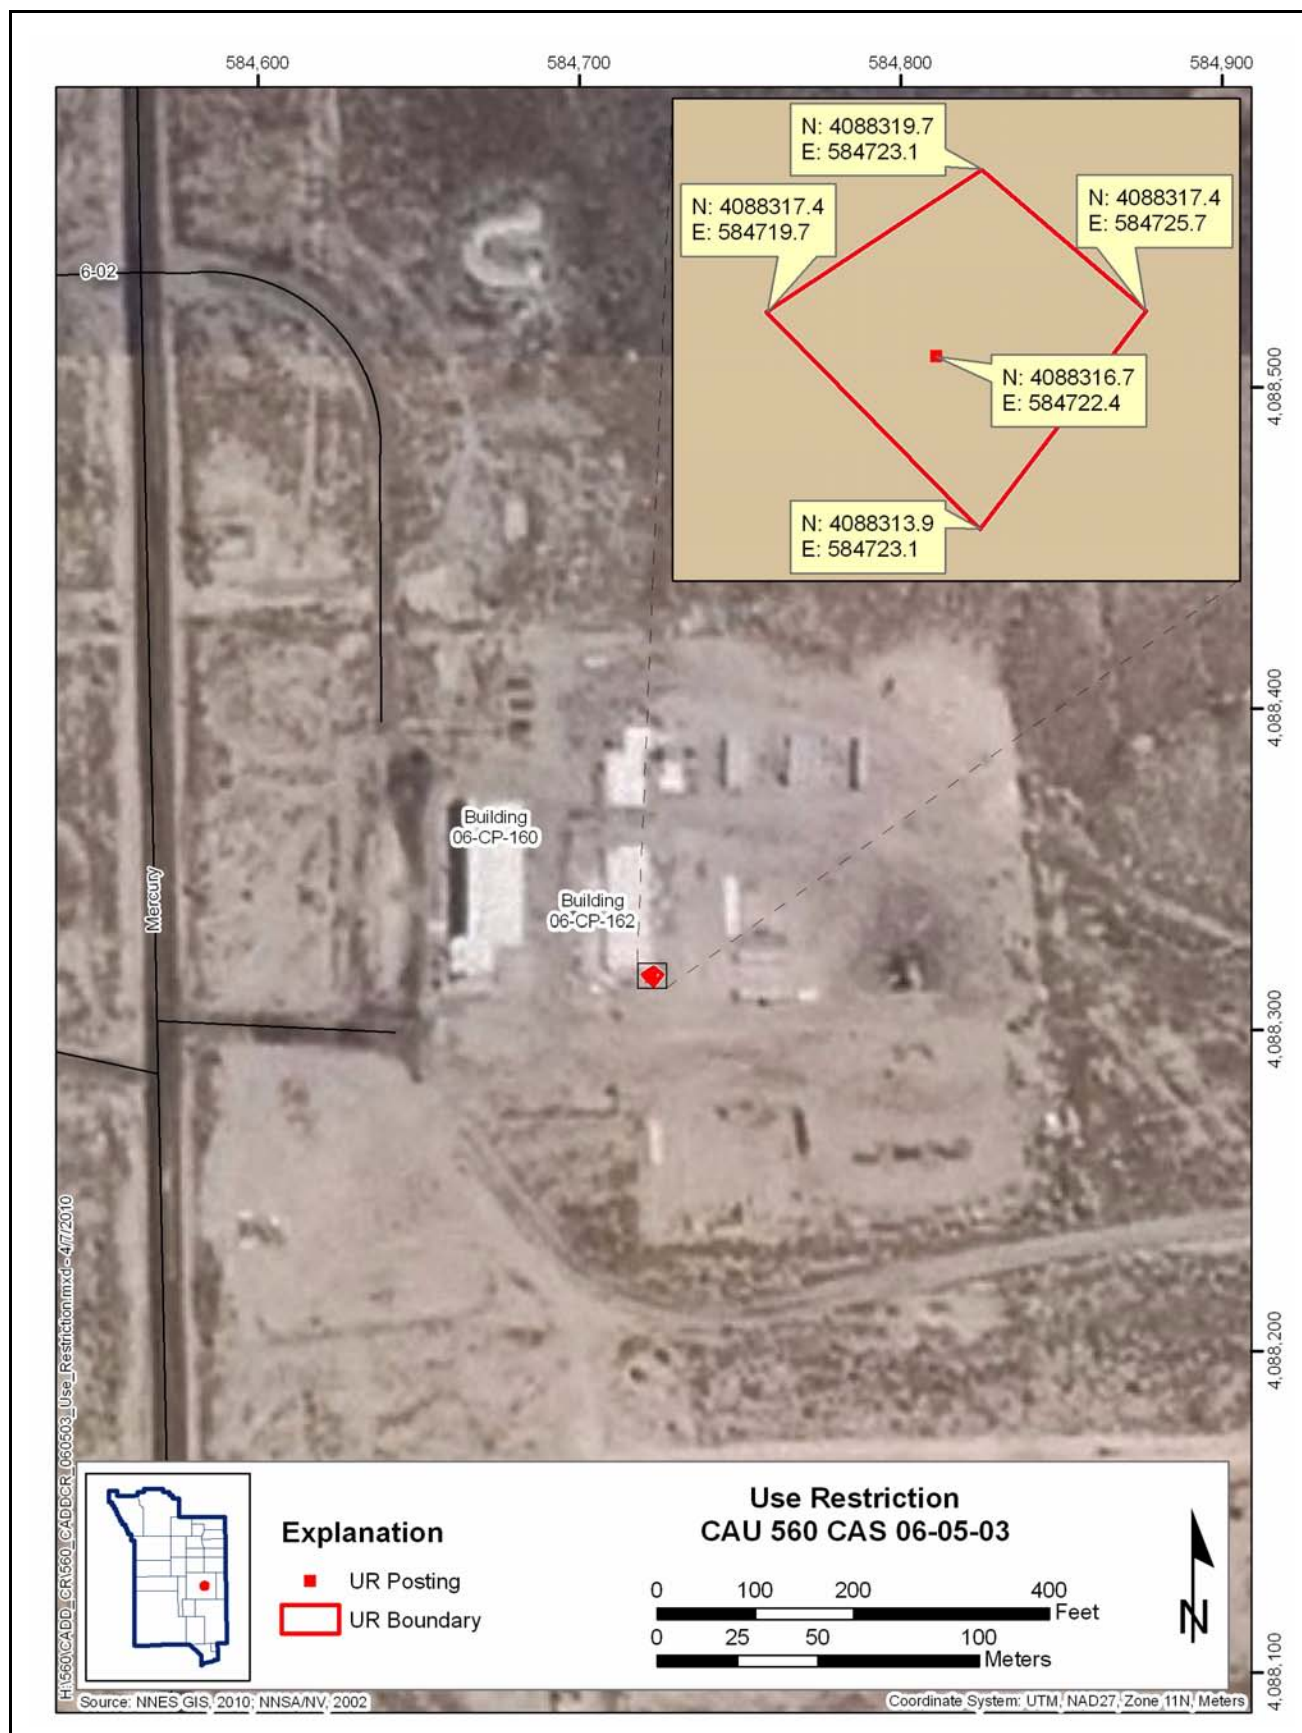 584,600
584,700
584,800
584,900
N: 4088319.7
E: 584723.1
N: 4088317.4
E: 584719.7
N: 4088317.4
E: 584725.7
N: 4088316.7
E: 584722.4
N: 4088313.9
E: 584723.1
6-02
4,088,500
4,088,400
Building
06-CP-160
Building
06-CP-162
Mercury
4,088,300
4,088,200
4,088,100
H:\560\CADD_CR\560_CADDCR_060503_Use_Restriction.mxd - 4/7/2010
Explanation
UR Posting
UR Boundary
Use Restriction
CAU 560 CAS 06-05-03
0 100 200 400
Feet
0 25 50 100
Meters
N
Source: NNES GIS, 2010; NNSA/NV, 2002
Coordinate System: UTM, NAD27, Zone 11N, Meters